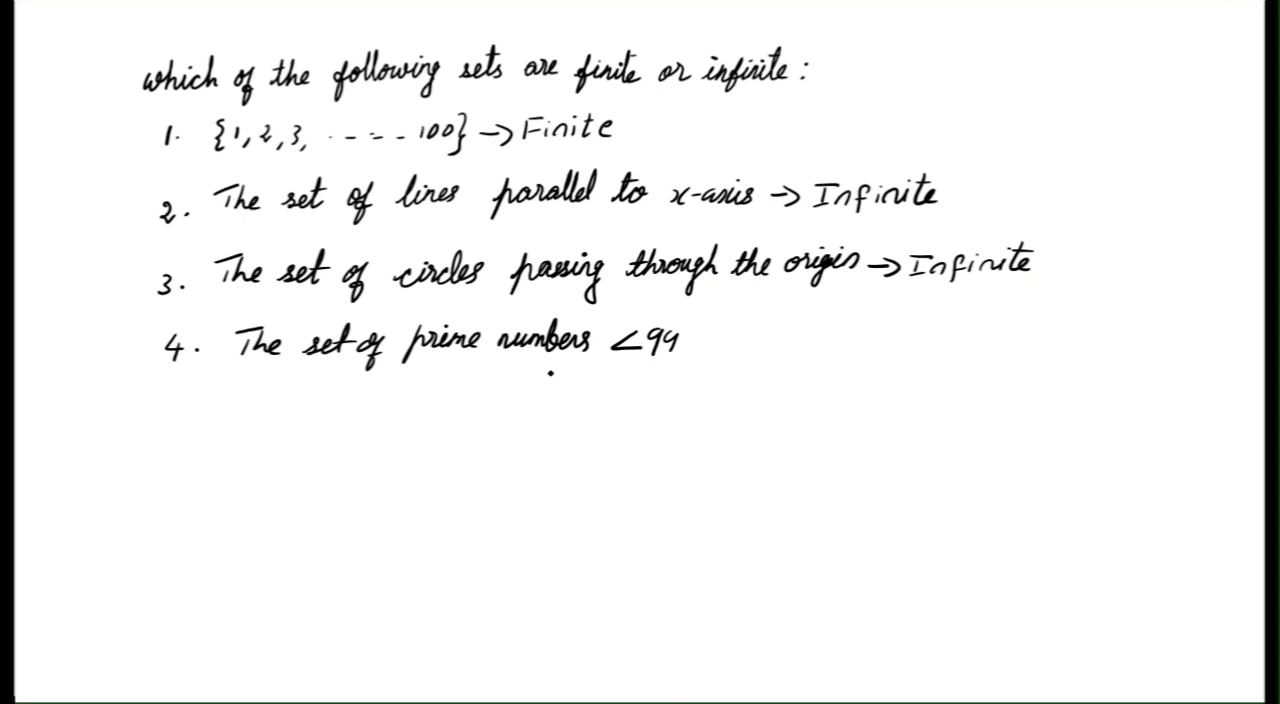 which of the following sets are finite or infinite :
1. {1, 2, 3, ----- 100} → Finite
2. The set of lines parallel to x-axis → Infinite
3. The set of circles passing through the origin → Infinite
4. The set of prime numbers <99